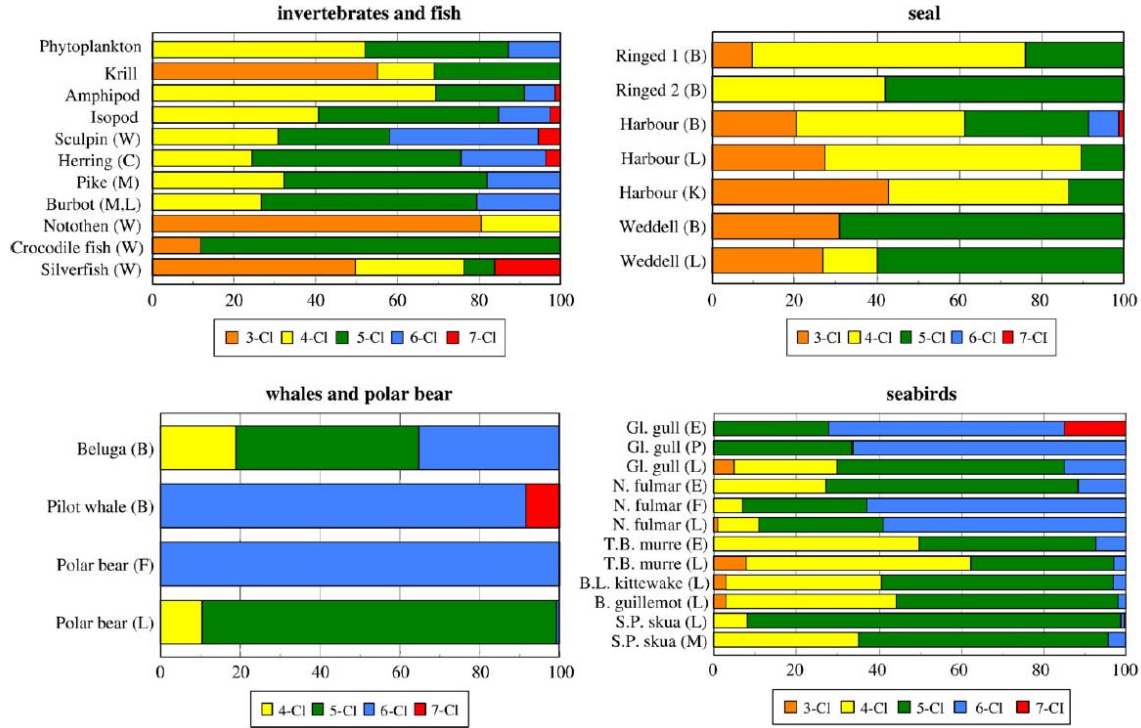 invertebrates and fish
Phytoplankton
Krill
Amphipod
Isopod
Sculpin (W)
Herring (C)
Pike (M)
Burbot (M.L)
Notothen (W)
Crocodile fish (W)
Silverfish (W)
0 20 40 60 80 100
3-Cl 4-Cl 5-Cl 6-Cl 7-Cl
seal
Ringed 1 (B)
Ringed 2 (B)
Harbour (B)
Harbour (L)
Harbour (K)
Weddell (B)
Weddell (L)
0 20 40 60 80 100
3-Cl 4-Cl 5-Cl 6-Cl 7-Cl
whales and polar bear
Beluga (B)
Pilot whale (B)
Polar bear (F)
Polar bear (L)
0 20 40 60 80 100
4-Cl 5-Cl 6-Cl 7-Cl
seabirds
Gl. gull (E)
Gl. gull (P)
Gl. gull (L)
N. fulmar (E)
N. fulmar (F)
N. fulmar (L)
T.B. murre (E)
T.B. murre (L)
B.L. kittewake (L)
B. guillemot (L)
S.P. skua (L)
S.P. skua (M)
0 20 40 60 80 100
3-Cl 4-Cl 5-Cl 6-Cl 7-Cl